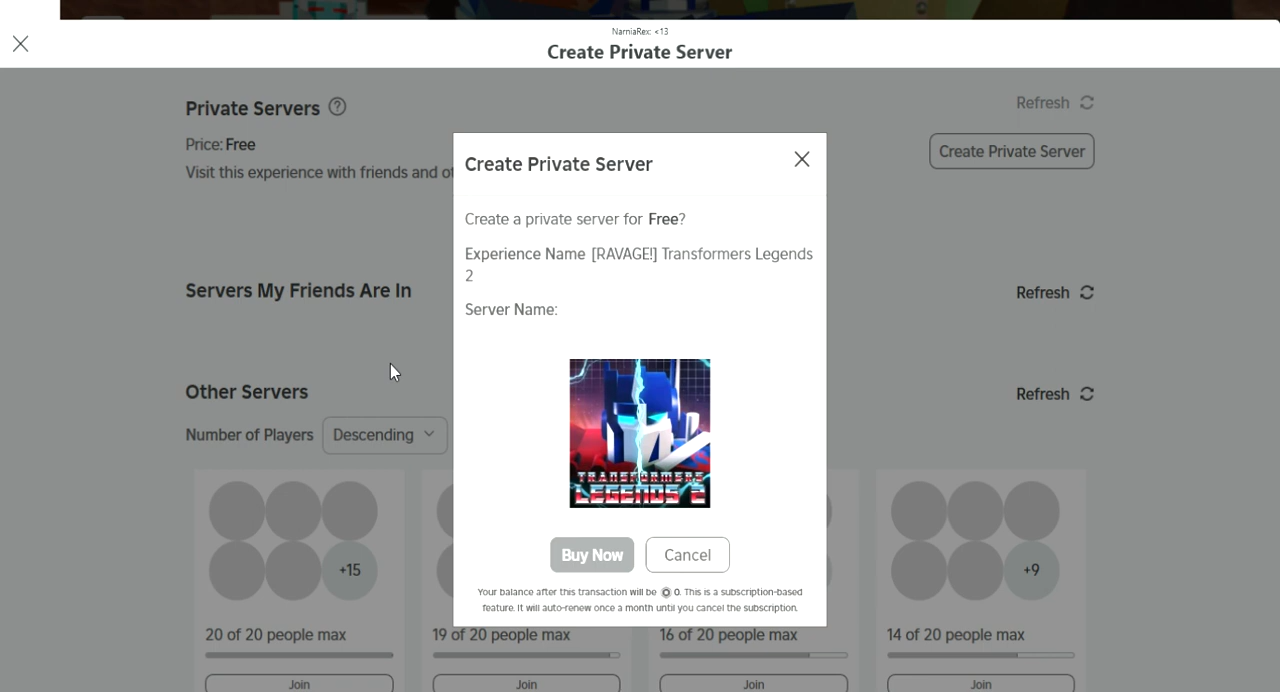 NarniaRex: <13
Create Private Server
Private Servers
Refresh
Price: Free
Create Private Server
Visit this experience with friends and ot
Create Private Server
Create a private server for Free?
Experience Name [RAVAGE!] Transformers Legends
2
Server Name:
Servers My Friends Are In
Refresh
TRANSFORMERS
LEGENDS 2
Other Servers
Refresh
Number of Players Descending
+15
+9
Buy Now Cancel
Your balance after this transaction will be 0. This is a subscription-based
feature. It will auto-renew once a month until you cancel the subscription.
20 of 20 people max
19 of 20 people max
16 of 20 people max
14 of 20 people max
Join
Join
Join
Join